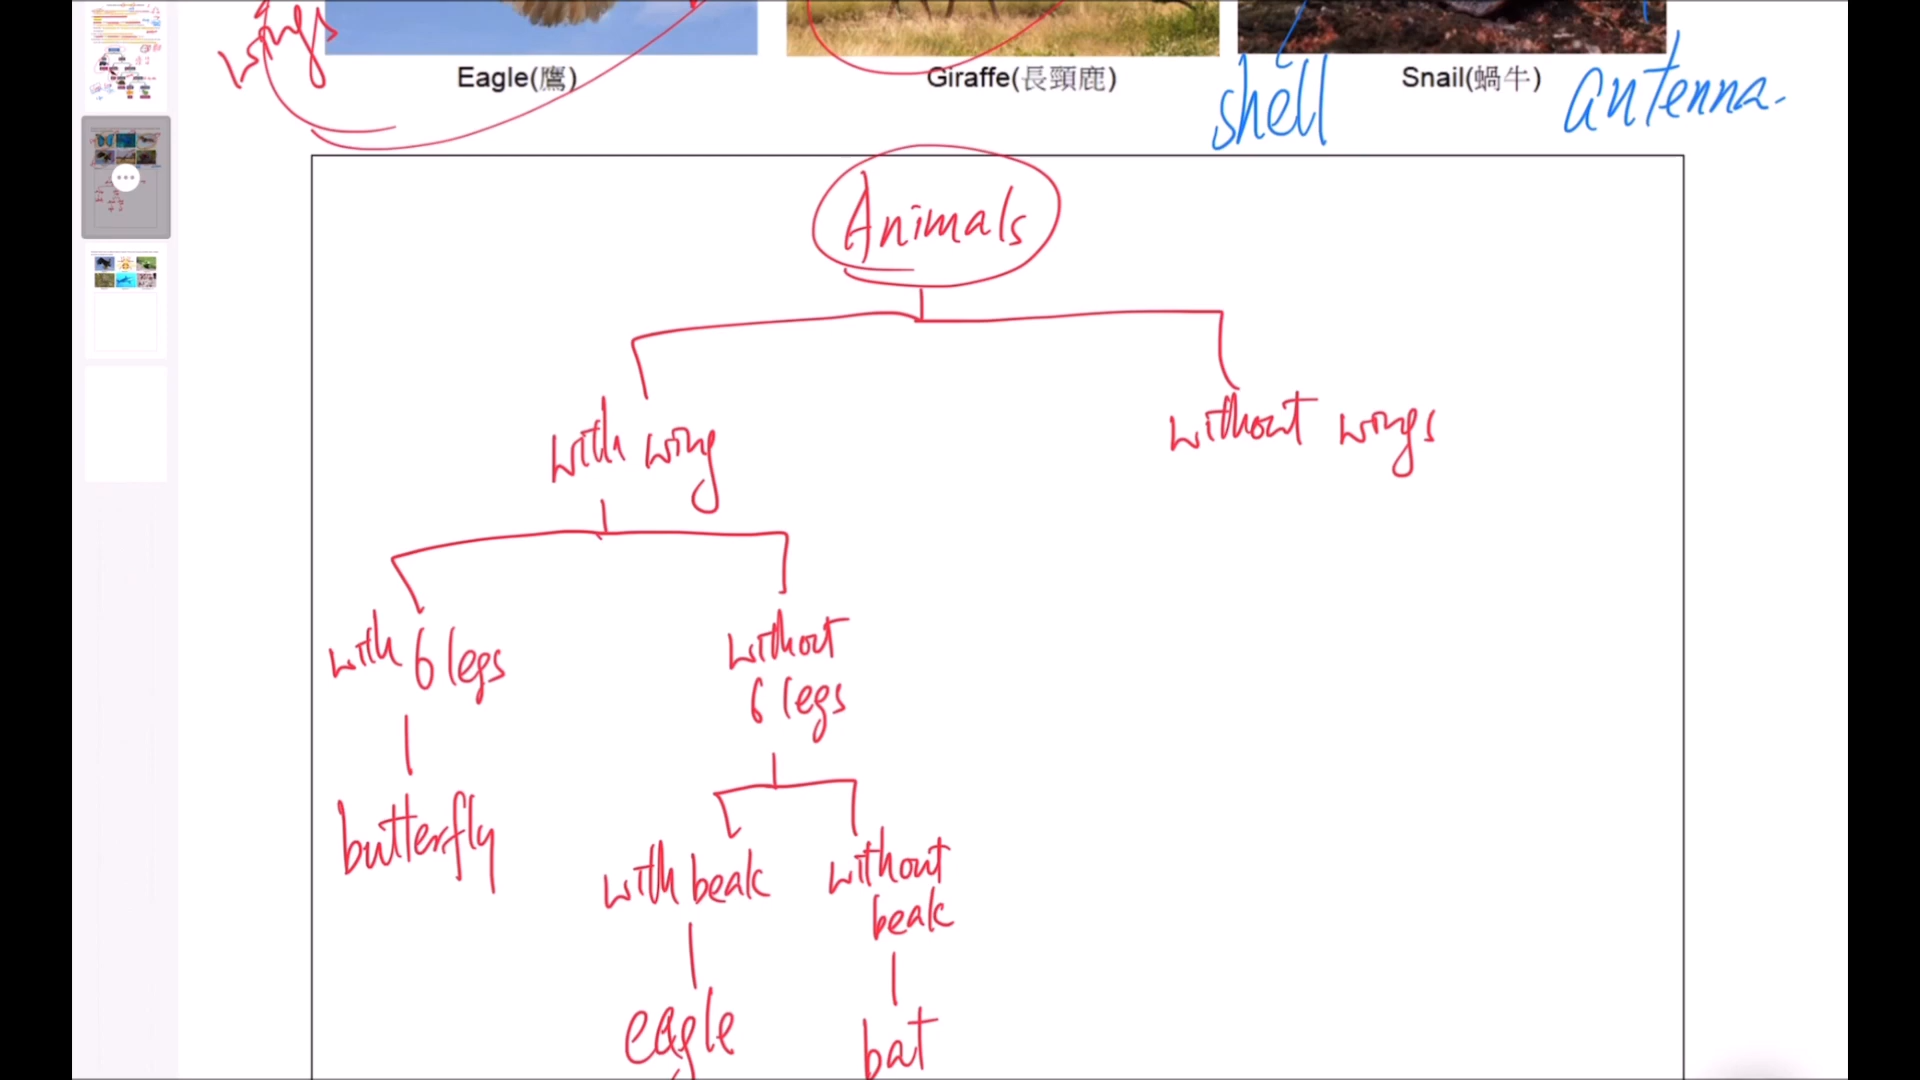 wings
Eagle(鷹)
Giraffe(長頸鹿)
Snail(蝸牛)
shell
antenna.
Animals
with wing
without wings
with 6 legs
without
6 legs
butterfly
with beak
without
beak
eagle
bat